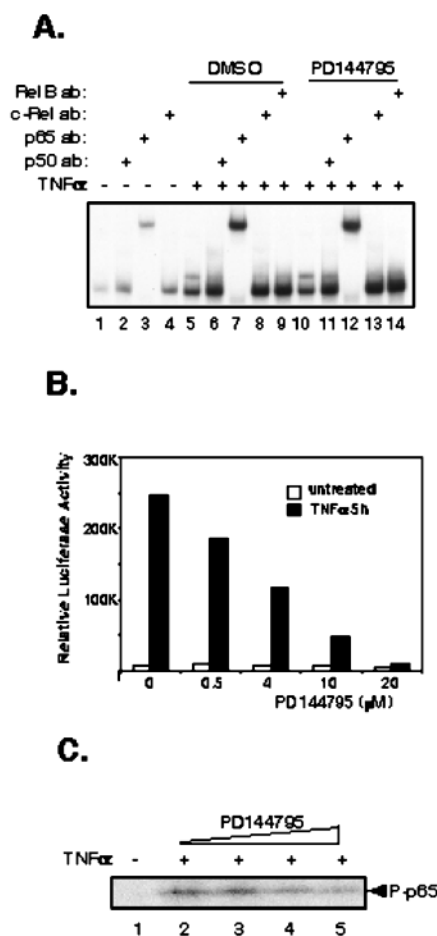 A.
DMSO PD144795
Rel B ab: + +
c-Rel ab: + + +
p65 ab: + + +
p50 ab: + + +
TNFα - - - - + + + + + + + + + +
1 2 3 4 5 6 7 8 9 10 11 12 13 14
B.
Relative Luciferase Activity
300K
200K
100K
untreated
TNFα 5h
0 0.5 4 10 20
PD144795 (μM)
C.
PD144795
TNFα - + + + +
P-p65
1 2 3 4 5